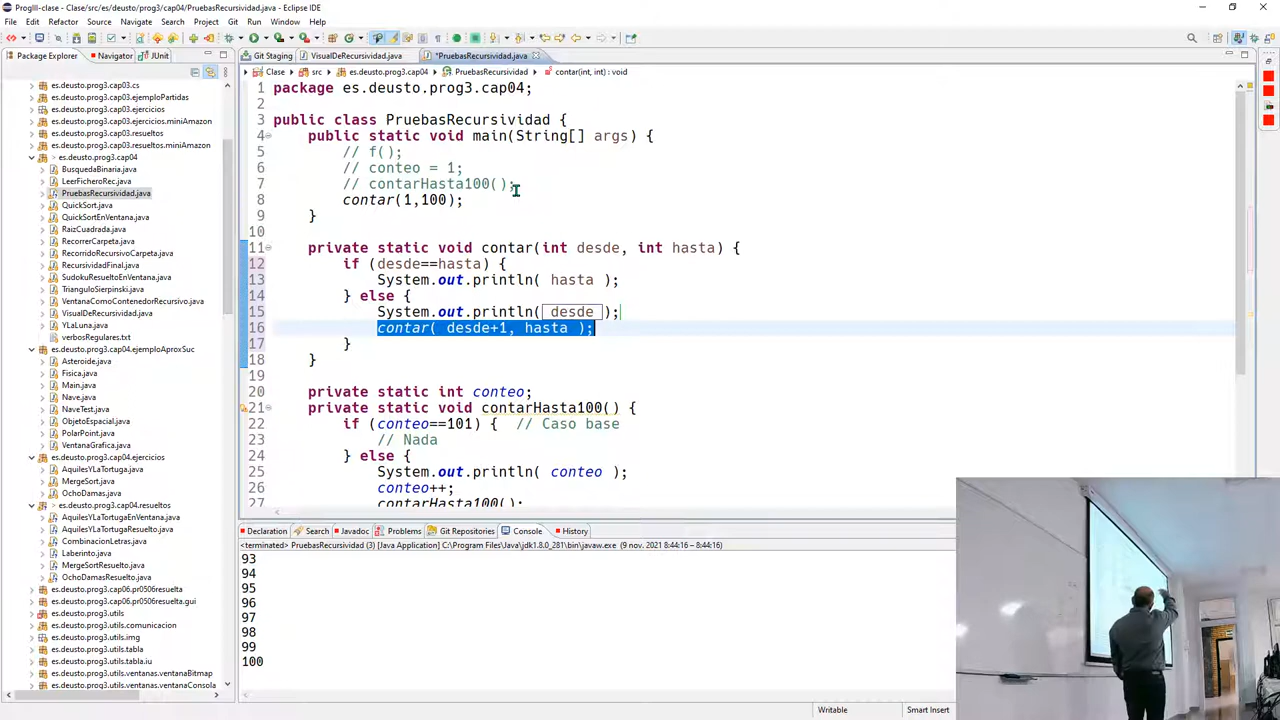 ProgIII-clase - Clase/src/es/deusto/prog3/cap04/PruebasRecursividad.java - Eclipse IDE
File Edit Refactor Source Navigate Search Project Git Run Window Help
Package Explorer Navigator JUnit
Git Staging VisualDeRecursividad.java *PruebasRecursividad.java
Clase src es.deusto.prog3.cap04 PruebasRecursividad contar(int, int) : void
es.deusto.prog3.cap03.cs
es.deusto.prog3.cap03.ejemploPartidas
es.deusto.prog3.cap03.ejercicios
es.deusto.prog3.cap03.ejercicios.miniAmazon
es.deusto.prog3.cap03.resueltos
es.deusto.prog3.cap03.resueltos.miniAmazon
es.deusto.prog3.cap04
BusquedaBinaria.java
LeerFicheroRec.java
PruebasRecursividad.java
QuickSort.java
QuickSortEnVentana.java
RaizCuadrada.java
RecorrerCarpeta.java
RecorridoRecursivoCarpeta.java
RecursividadFinal.java
SudokuResueltoEnVentana.java
TrianguloSierpinski.java
VentanaComoContenedorRecursivo.java
VisualDeRecursividad.java
YLaLuna.java
verbosRegulares.txt
es.deusto.prog3.cap04.ejemploAproxSuc
Asteroide.java
Fisica.java
Main.java
Nave.java
NaveTest.java
ObjetoEspacial.java
PolarPoint.java
VentanaGrafica.java
es.deusto.prog3.cap04.ejercicios
AquilesYLaTortuga.java
MergeSort.java
OchoDamas.java
es.deusto.prog3.cap04.resueltos
AquilesYLaTortugaEnVentana.java
AquilesYLaTortugaResuelto.java
CombinacionLetras.java
Laberinto.java
MergeSortResuelto.java
OchoDamasResuelto.java
es.deusto.prog3.cap06.pr0506resuelta
es.deusto.prog3.cap06.pr0506resuelta.gui
es.deusto.prog3.utils
es.deusto.prog3.utils.comunicacion
es.deusto.prog3.utils.img
es.deusto.prog3.utils.tabla
es.deusto.prog3.utils.tabla.iu
es.deusto.prog3.utils.ventanas.ventanaBitmap
es.deusto.prog3.utils.ventanas.ventanaConsola
1 package es.deusto.prog3.cap04;
2
3 public class PruebasRecursividad {
4 public static void main(String[] args) {
5 // f();
6 // conteo = 1;
7 // contarHasta100();
8 contar(1,100);
9 }
10
11 private static void contar(int desde, int hasta) {
12 if (desde==hasta) {
13 System.out.println( hasta );
14 } else {
15 System.out.println( desde );
16 contar( desde+1, hasta );
17 }
18 }
19
20 private static int conteo;
21 private static void contarHasta100() {
22 if (conteo==101) { // Caso base
23 // Nada
24 } else {
25 System.out.println( conteo );
26 conteo++;
27 contarHasta100();
Declaration Search Javadoc Problems Git Repositories Console History
<terminated> PruebasRecursividad (3) [Java Application] C:\Program Files\Java\jdk1.8.0_281\bin\javaw.exe (9 nov. 2021 8:44:16 – 8:44:16)
93
94
95
96
97
98
99
100
Writable Smart Insert